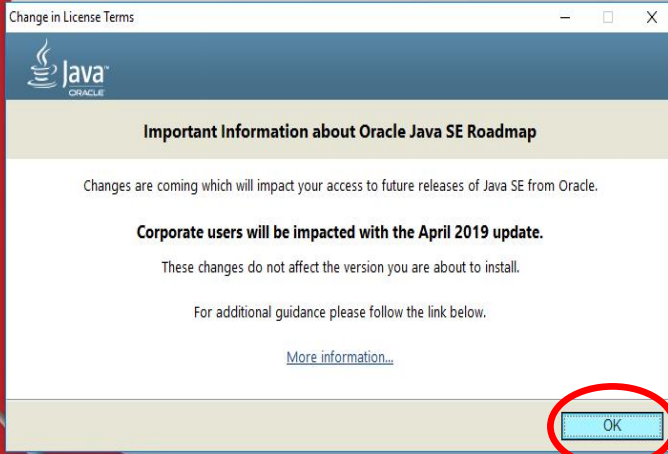 Change in License Terms
Java™
ORACLE
Important Information about Oracle Java SE Roadmap
Changes are coming which will impact your access to future releases of Java SE from Oracle.
Corporate users will be impacted with the April 2019 update.
These changes do not affect the version you are about to install.
For additional guidance please follow the link below.
More information...
OK